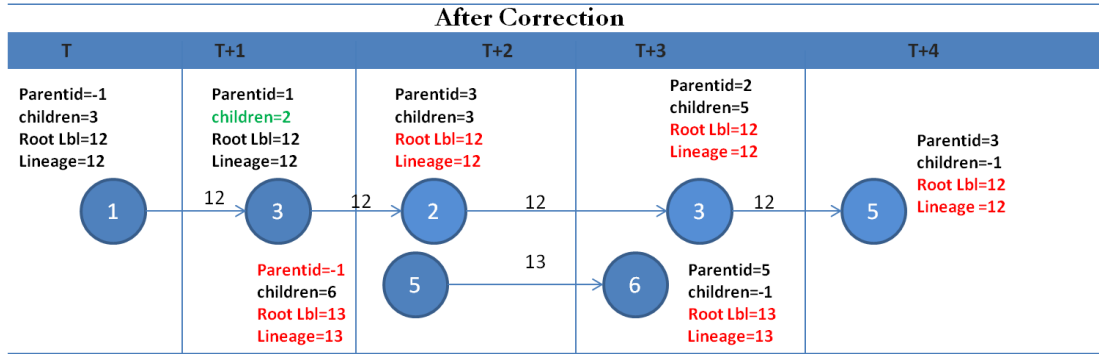 After Correction
T T+1 T+2 T+3 T+4
Parentid=-1
children=3
Root Lbl=12
Lineage=12
Parentid=1
children=2
Root Lbl=12
Lineage=12
Parentid=3
children=3
Root Lbl=12
Lineage=12
Parentid=2
children=5
Root Lbl=12
Lineage =12
Parentid=3
children=-1
Root Lbl=12
Lineage =12
1 12 3 12 2 12 3 12 5
Parentid=-1
children=6
Root Lbl=13
Lineage=13
5 13 6
Parentid=5
children=-1
Root Lbl=13
Lineage=13